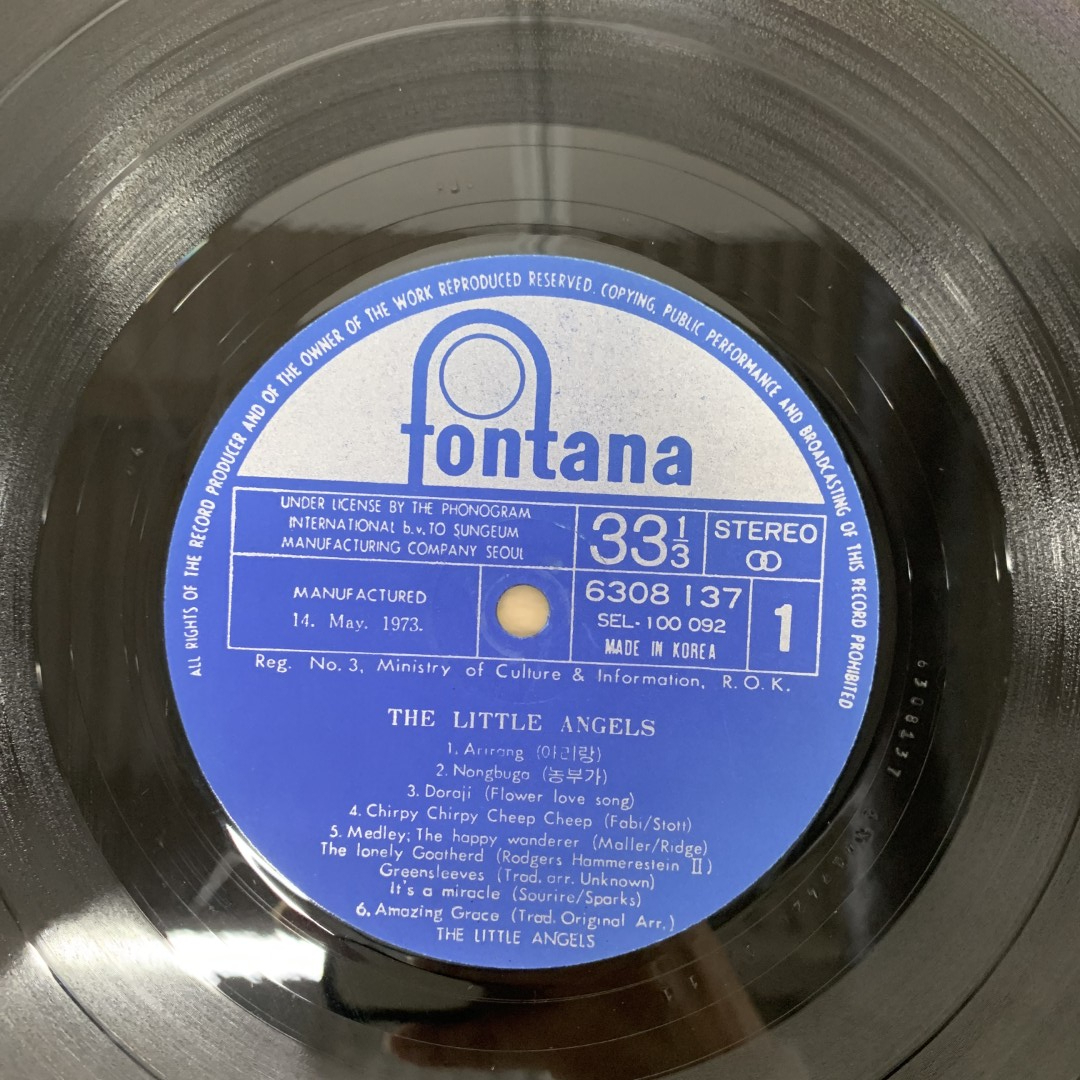 ALL RIGHTS OF THE RECORD PRODUCER AND OF THE OWNER OF THE WORK REPRODUCED RESERVED. COPYING, PUBLIC PERFORMANCE AND BROADCASTING OF THIS RECORD PROHIBITED
fontana
UNDER LICENSE BY THE PHONOGRAM
INTERNATIONAL b.v. TO SUNGEUM
MANUFACTURING COMPANY SEOUL
33 1/3
STEREO
MANUFACTURED
14. May. 1973.
6308 137
SEL-100 092
MADE IN KOREA
1
Reg. No. 3, Ministry of Culture & Information, R. O. K.
THE LITTLE ANGELS
1. Arirang (아리랑)
2. Nongbuga (농부가)
3. Doraji (Flower love song)
4. Chirpy Chirpy Cheep Cheep (Fabi/Stott)
5. Medley; The happy wanderer (Moller/Ridge)
The lonely Goatherd (Rodgers Hammerestein II)
Greensleeves (Trad. arr. Unknown)
It's a miracle (Sourire/Sparks)
6. Amazing Grace (Trad. Original Arr.)
THE LITTLE ANGELS
6308137